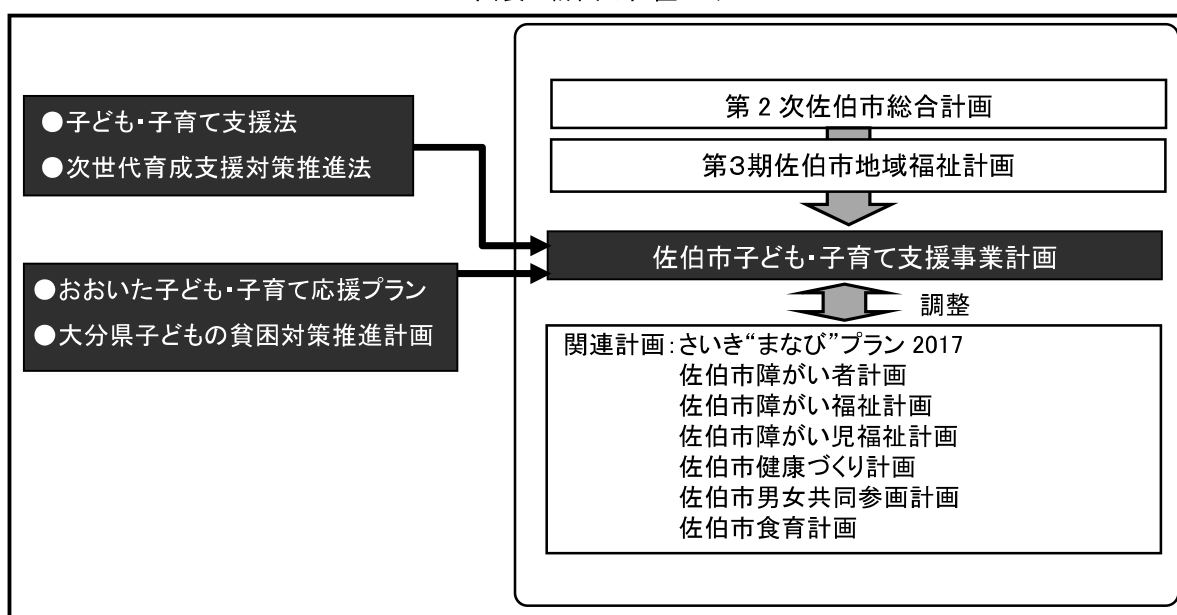 ●子ども・子育て支援法
●次世代育成支援対策推進法
●おおいた子ども・子育て応援プラン
●大分県子どもの貧困対策推進計画
第2次佐伯市総合計画
第3期佐伯市地域福祉計画
佐伯市子ども・子育て支援事業計画
調整
関連計画:さいき“まなび”プラン 2017
佐伯市障がい者計画
佐伯市障がい福祉計画
佐伯市障がい児福祉計画
佐伯市健康づくり計画
佐伯市男女共同参画計画
佐伯市食育計画